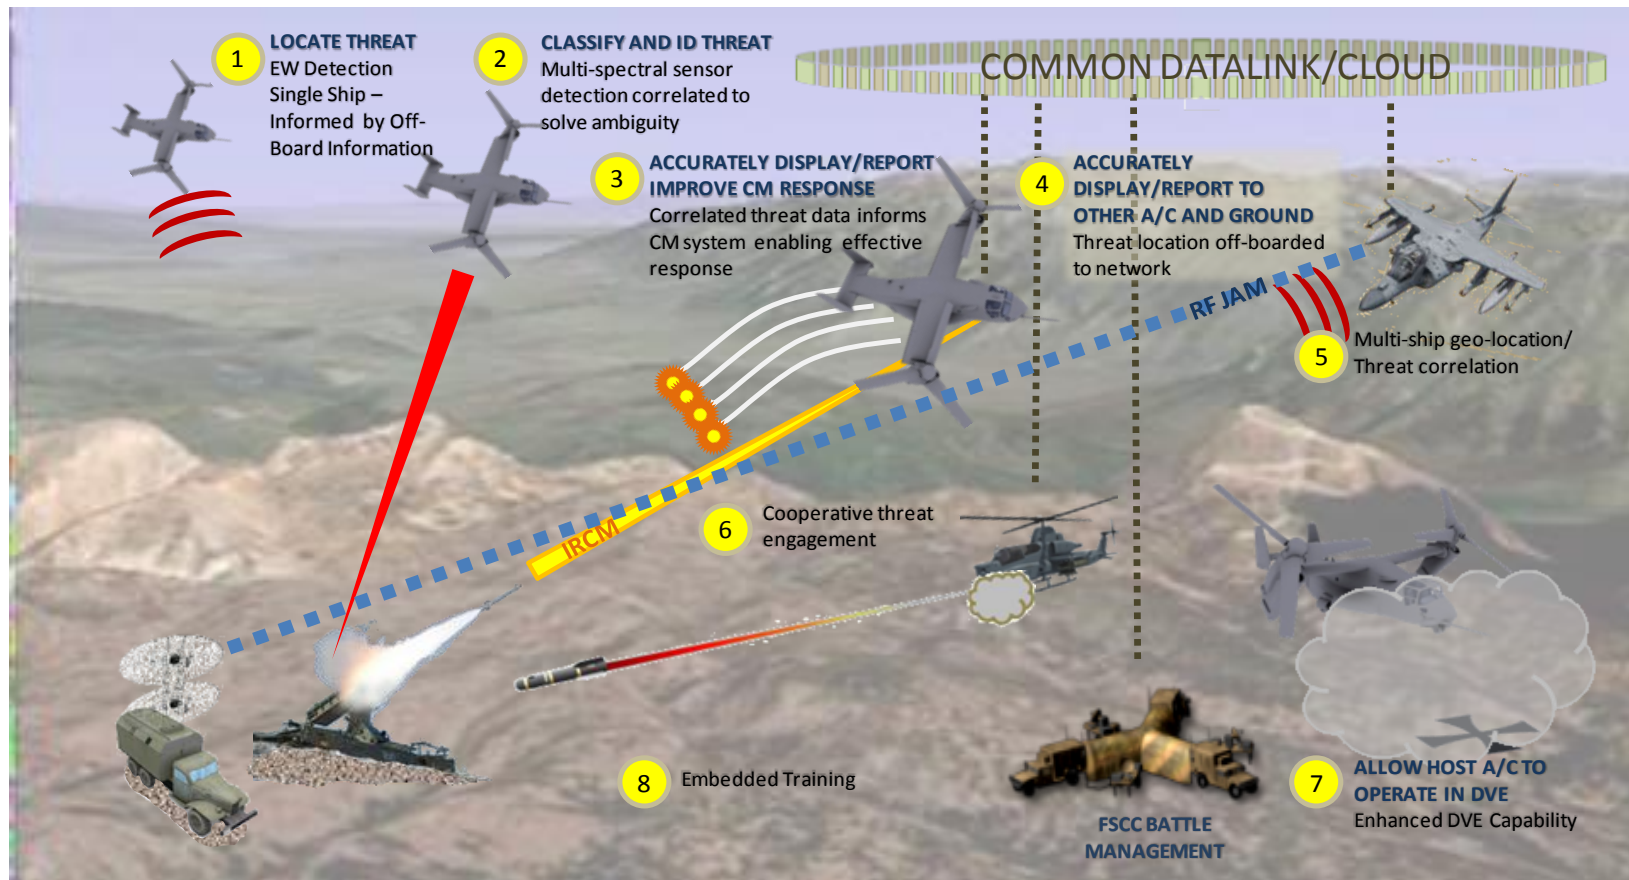 1
LOCATE THREAT
EW Detection
Single Ship –
Informed by Off-
Board Information
2
CLASSIFY AND ID THREAT
Multi-spectral sensor
detection correlated to
solve ambiguity
COMMON DATALINK/CLOUD
3
ACCURATELY DISPLAY/REPORT
IMPROVE CM RESPONSE
Correlated threat data informs
CM system enabling effective
response
4
ACCURATELY
DISPLAY/REPORT TO
OTHER A/C AND GROUND
Threat location off-boarded
to network
RF JAM
5
Multi-ship geo-location/
Threat correlation
IRCM
6
Cooperative threat
engagement
7
ALLOW HOST A/C TO
OPERATE IN DVE
Enhanced DVE Capability
8
Embedded Training
FSCC BATTLE
MANAGEMENT